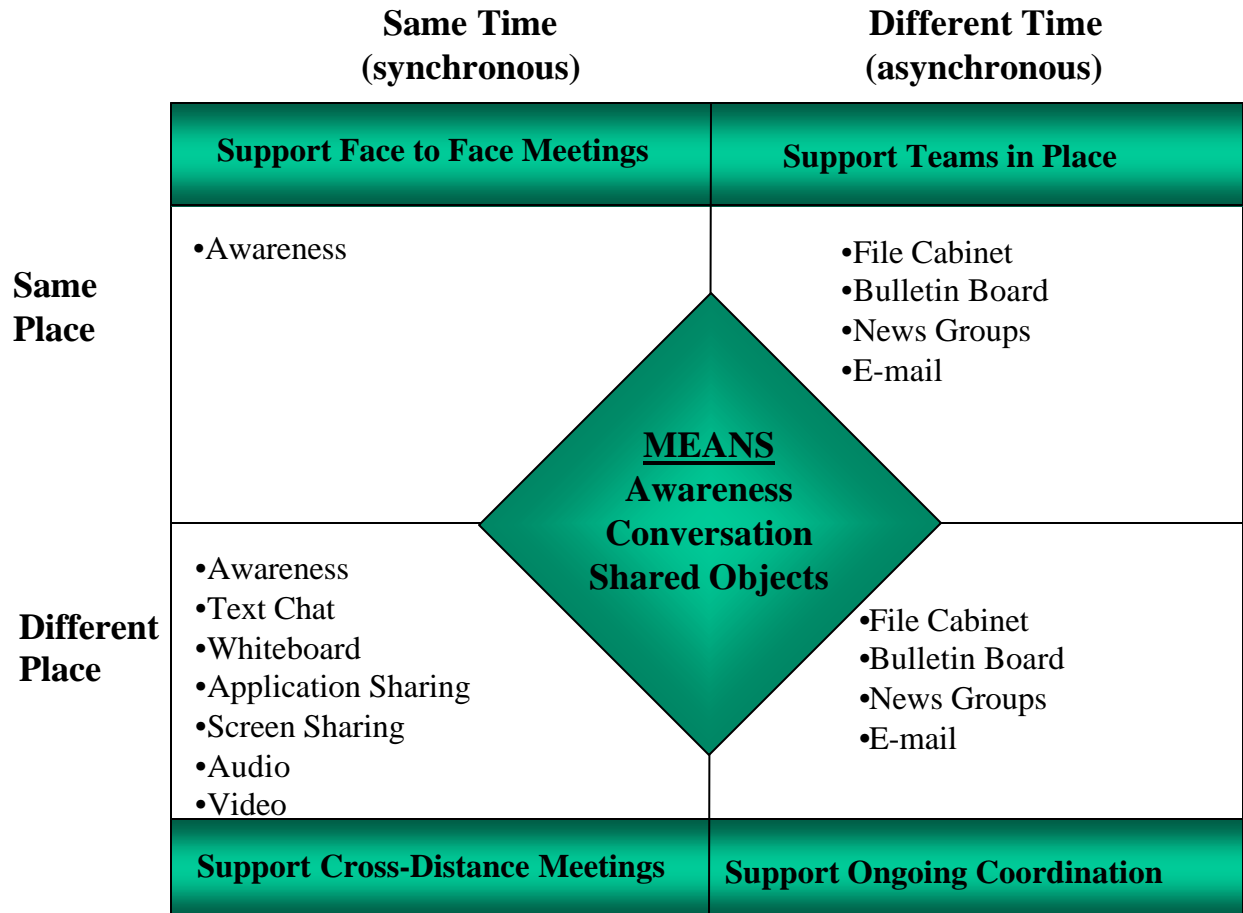 Same Time
(synchronous)
Different Time
(asynchronous)
Support Face to Face Meetings
Support Teams in Place
Same
Place
•Awareness
•File Cabinet
•Bulletin Board
•News Groups
•E-mail
MEANS
Awareness
Conversation
Shared Objects
Different
Place
•Awareness
•Text Chat
•Whiteboard
•Application Sharing
•Screen Sharing
•Audio
•Video
•File Cabinet
•Bulletin Board
•News Groups
•E-mail
Support Cross-Distance Meetings
Support Ongoing Coordination